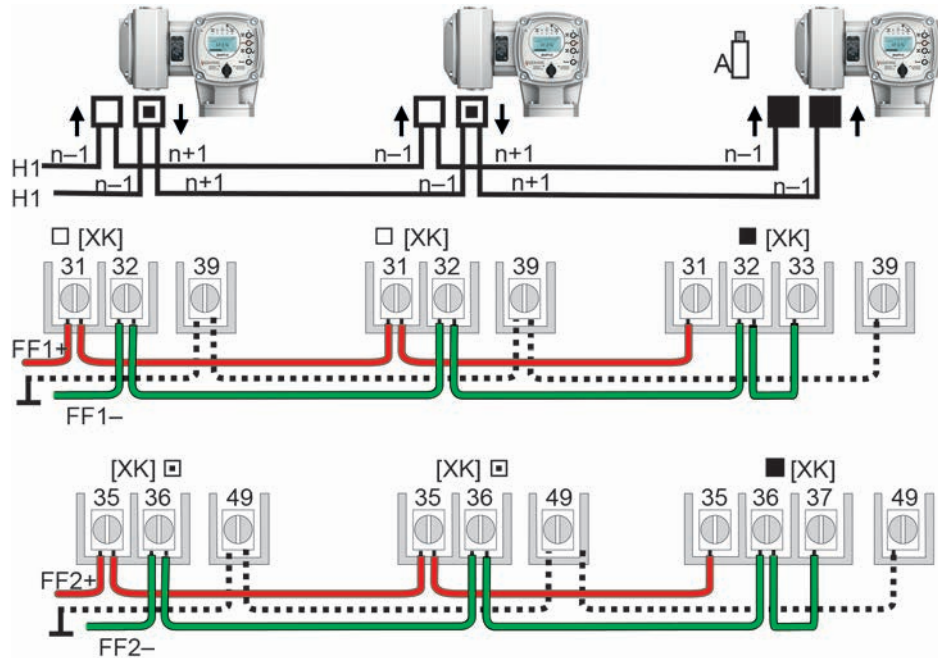 A
n–1 n+1 n–1 n+1 n–1
H1
n–1 n+1 n–1 n+1 n–1
H1
[XK] [XK] [XK]
31 32 39 31 32 39 31 32 33 39
FF1+
FF1–
[XK] [XK] [XK]
35 36 49 35 36 49 35 36 37 49
FF2+
FF2–